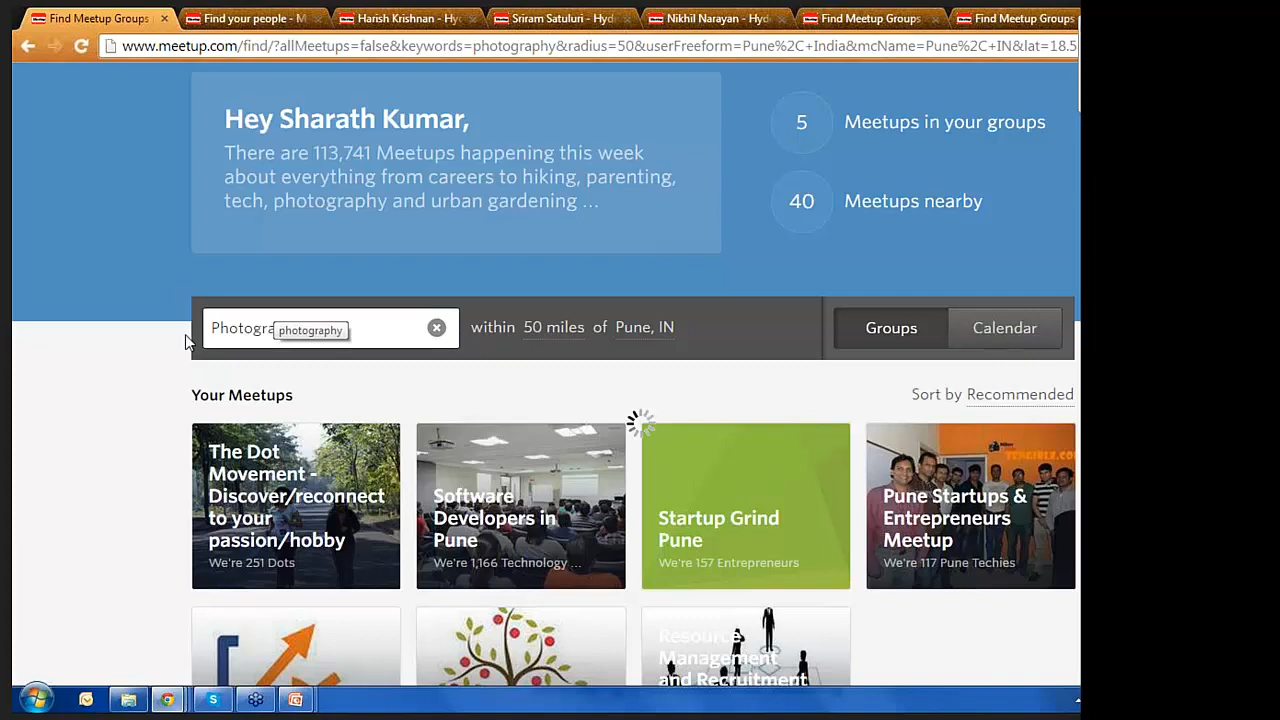 Find Meetup Groups
Find your people - M
Harish Krishnan - Hyd
Sriram Satuluri - Hyd
Nikhil Narayan - Hyd
Find Meetup Groups
Find Meetup Groups
www.meetup.com/find/?allMeetups=false&keywords=photography&radius=50&userFreeform=Pune%2C+India&mcName=Pune%2C+IN&lat=18.5
Hey Sharath Kumar,
There are 113,741 Meetups happening this week
about everything from careers to hiking, parenting,
tech, photography and urban gardening ...
5 Meetups in your groups
40 Meetups nearby
Photogra
photography
within 50 miles of Pune, IN
Groups
Calendar
Your Meetups
Sort by Recommended
The Dot
Movement -
Discover/reconnect
to your
passion/hobby
We're 251 Dots
Software
Developers in
Pune
We're 1,166 Technology ...
Startup Grind
Pune
We're 157 Entrepreneurs
Pune Startups &
Entrepreneurs
Meetup
We're 117 Pune Techies
Resource
Management
and Recruitment